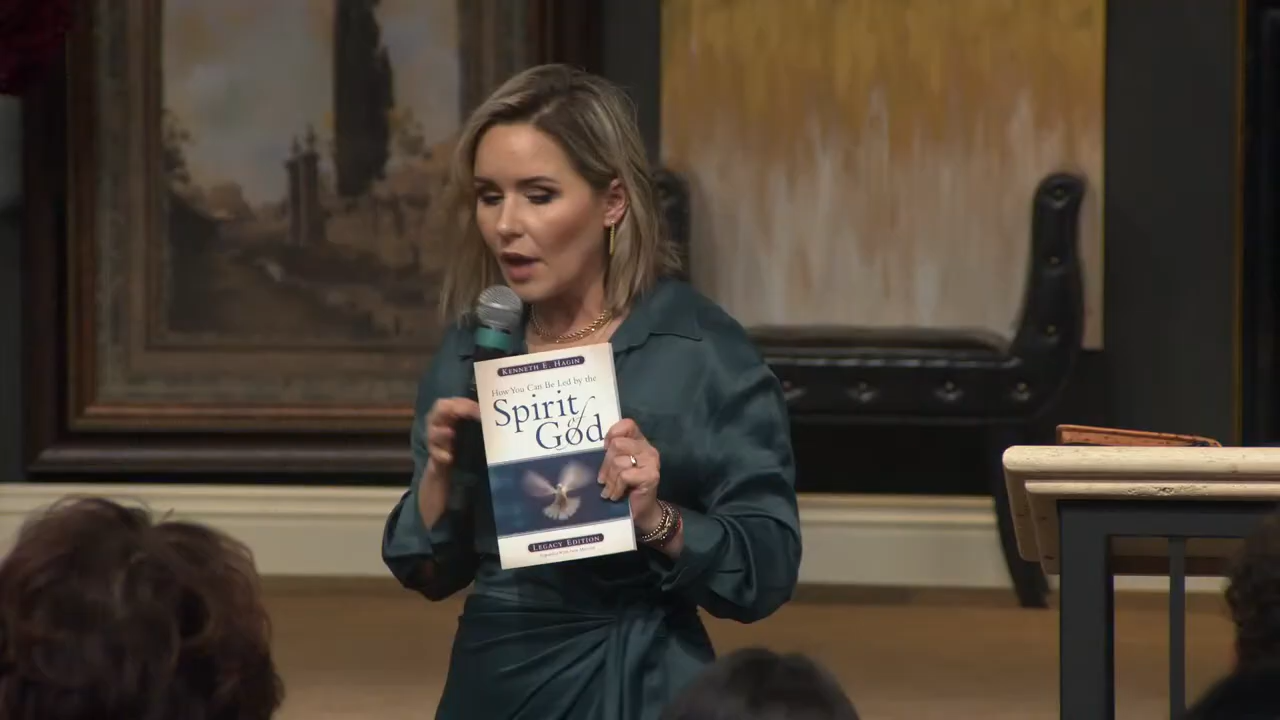 KENNETH E. HAGIN
How You Can Be Led by the
Spirit
of
God
LEGACY EDITION